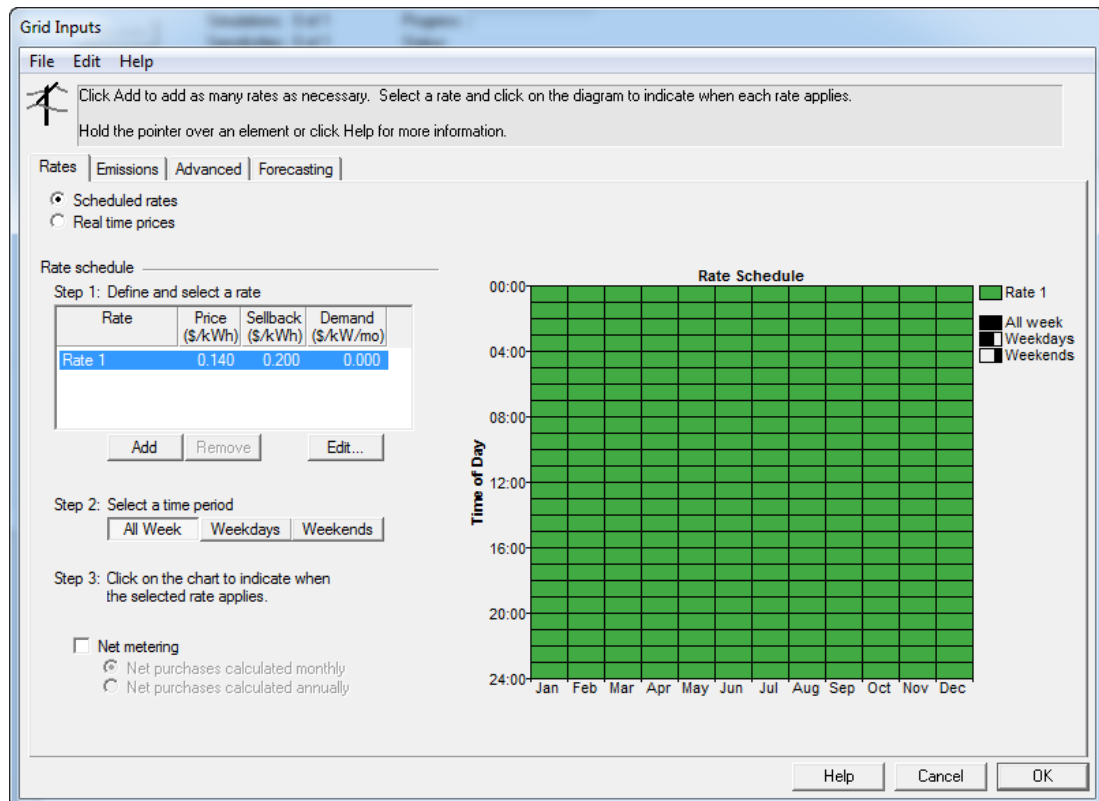 Grid Inputs
File Edit Help
Click Add to add as many rates as necessary. Select a rate and click on the diagram to indicate when each rate applies.
Hold the pointer over an element or click Help for more information.
Rates Emissions Advanced Forecasting
Scheduled rates
Real time prices
Rate schedule
Step 1: Define and select a rate
Rate Price Sellback Demand
($/kWh) ($/kWh) ($/kW/mo)
Rate 1 0.140 0.200 0.000
Add Remove Edit...
Step 2: Select a time period
All Week Weekdays Weekends
Step 3: Click on the chart to indicate when
the selected rate applies.
Net metering
Net purchases calculated monthly
Net purchases calculated annually
Rate Schedule
Time of Day
00:00
04:00
08:00
12:00
16:00
20:00
24:00
Jan Feb Mar Apr May Jun Jul Aug Sep Oct Nov Dec
Rate 1
All week
Weekdays
Weekends
Help Cancel OK